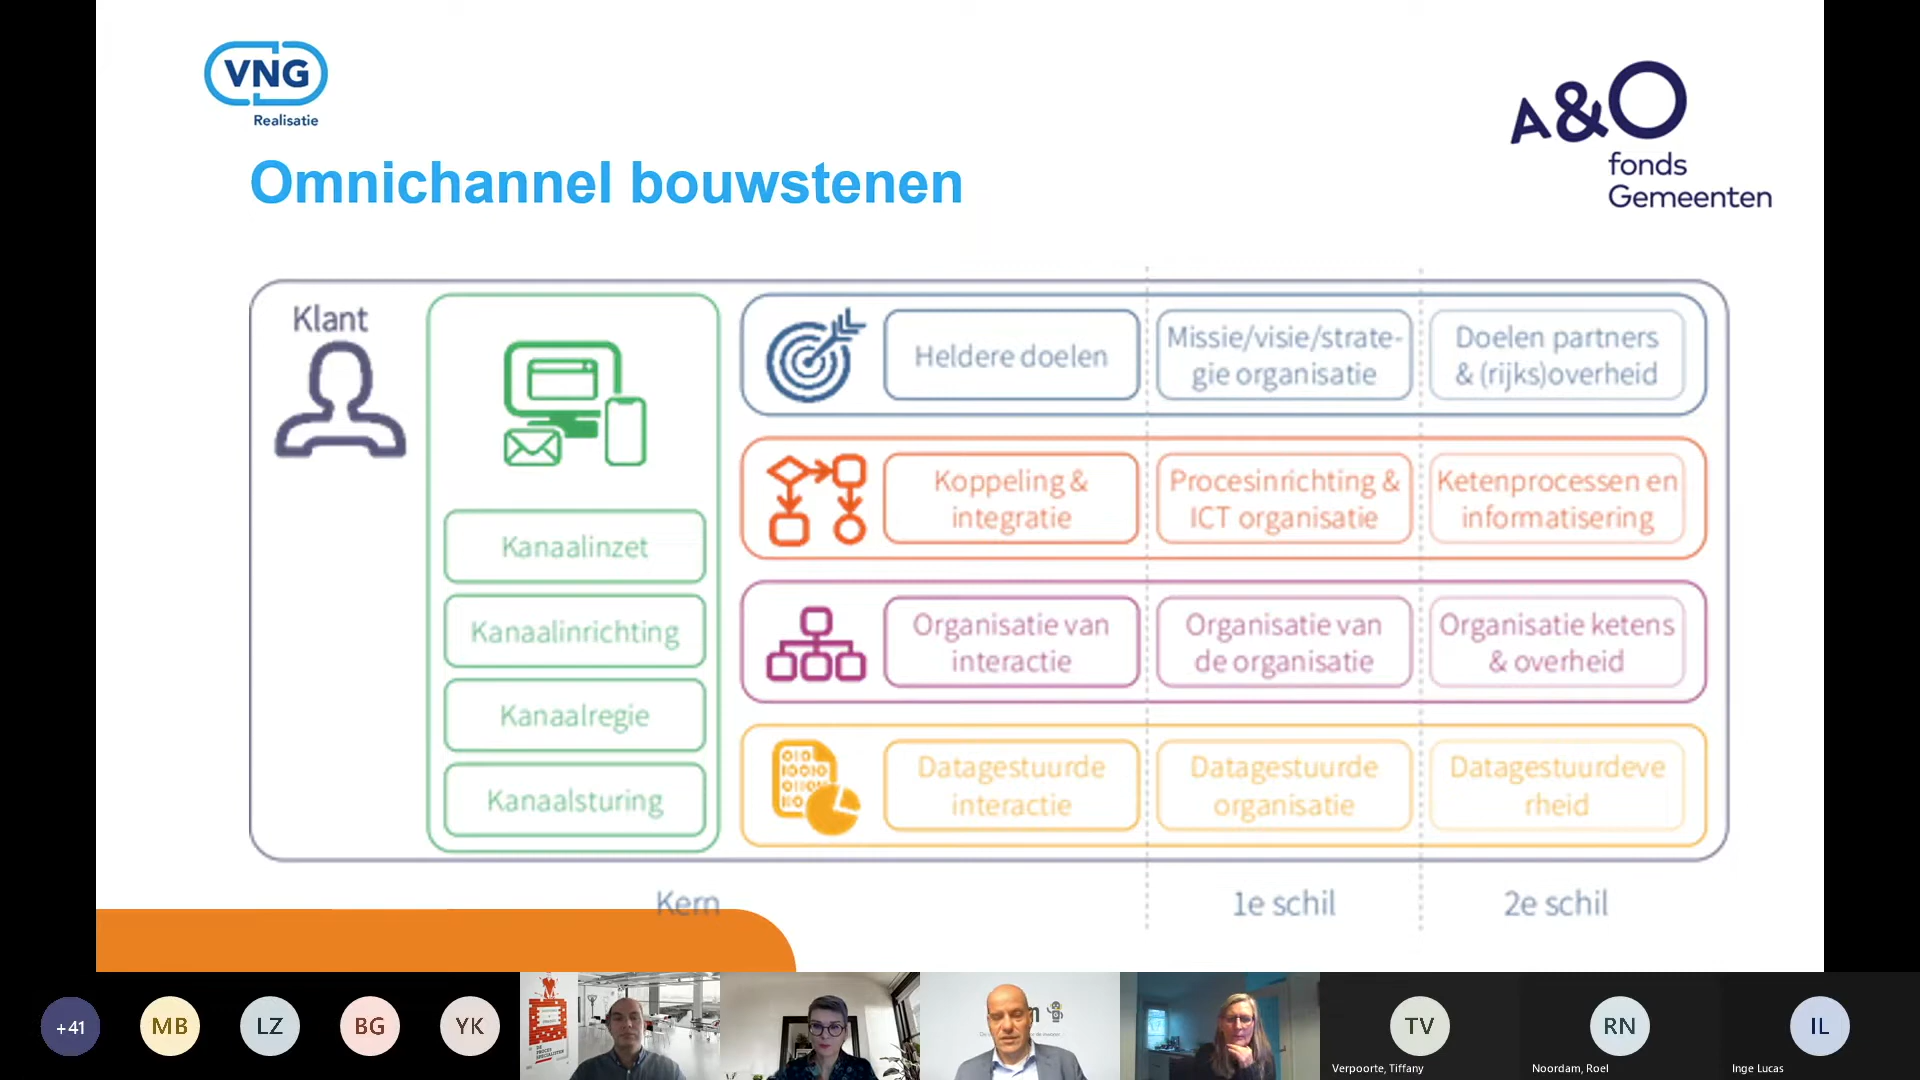 VNG
Realisatie
A&O
fonds
Gemeenten
Omnichannel bouwstenen
Klant
Kanaalinzet
Kanaalinrichting
Kanaalregie
Kanaalsturing
Heldere doelen
Missie/visie/strate-
gie organisatie
Doelen partners
& (rijks)overheid
Koppeling &
integratie
Procesinrichting &
ICT organisatie
Ketenprocessen en
informatisering
Organisatie van
interactie
Organisatie van
de organisatie
Organisatie ketens
& overheid
Datagestuurde
interactie
Datagestuurde
organisatie
Datagestuurdeve
rheid
Kern
1e schil
2e schil
+41
MB
LZ
BG
YK
TV
Verpoorte, Tiffany
RN
Noordam, Roel
IL
Inge Lucas